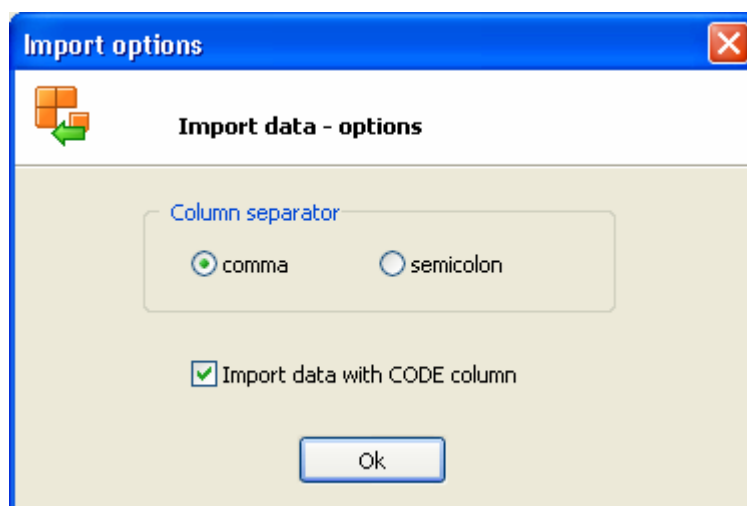 Import options
Import data - options
Column separator
comma semicolon
Import data with CODE column
Ok